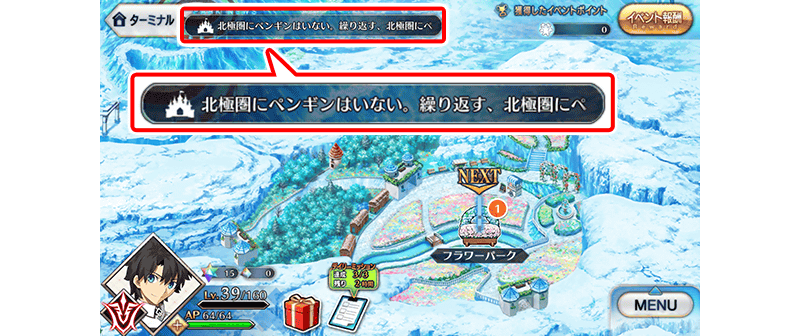 ターミナル
北極圏にペンギンはいない。繰り返す、北極圏にペ
獲得したイベントポイント
0
イベント報酬
Reward
北極圏にペンギンはいない。繰り返す、北極圏にペ
NEXT
1
フラワーパーク
デイリーミッション
達成 3/3
残り 2時間
15
0
Lv.39/160
AP 64/64
MENU